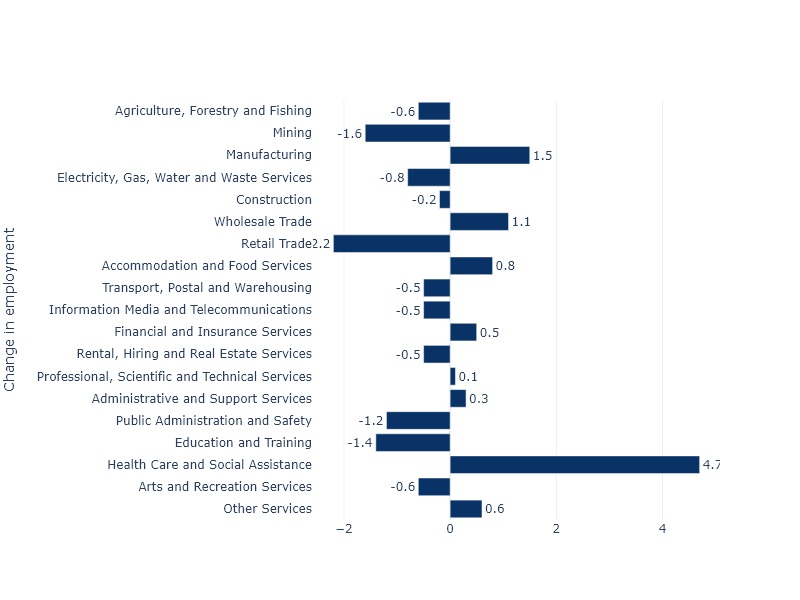 Change in employment
Agriculture, Forestry and Fishing -0.6
Mining -1.6
Manufacturing 1.5
Electricity, Gas, Water and Waste Services -0.8
Construction -0.2
Wholesale Trade 1.1
Retail Trade 2.2
Accommodation and Food Services 0.8
Transport, Postal and Warehousing -0.5
Information Media and Telecommunications -0.5
Financial and Insurance Services 0.5
Rental, Hiring and Real Estate Services -0.5
Professional, Scientific and Technical Services 0.1
Administrative and Support Services 0.3
Public Administration and Safety -1.2
Education and Training -1.4
Health Care and Social Assistance 4.7
Arts and Recreation Services -0.6
Other Services 0.6
−2 0 2 4